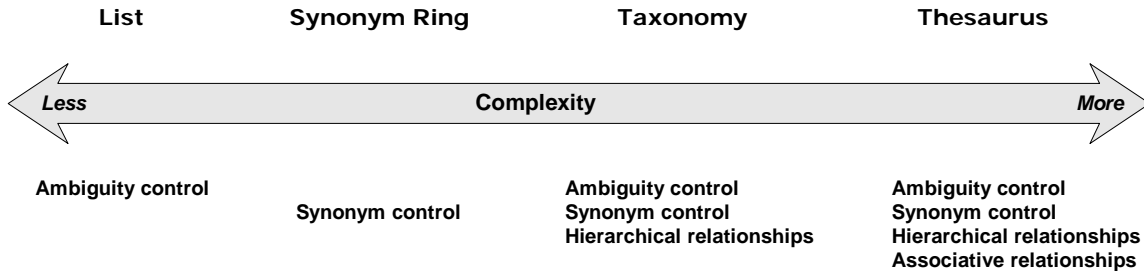 List Synonym Ring Taxonomy Thesaurus
Less Complexity More
Ambiguity control Ambiguity control Ambiguity control
Synonym control Synonym control Synonym control
Hierarchical relationships Hierarchical relationships
Associative relationships